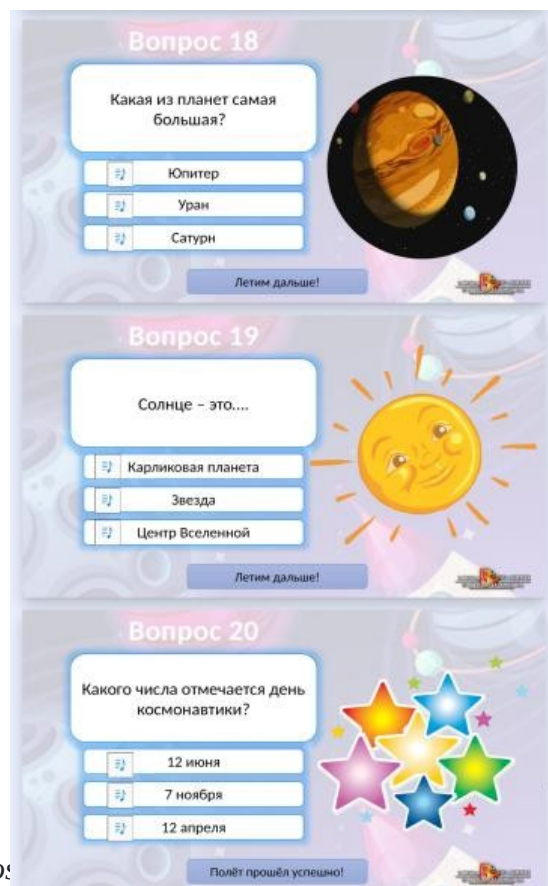 Вопрос 18
Какая из планет самая
большая?
Юпитер
Уран
Сатурн
Летим дальше!
Вопрос 19
Солнце – это....
Карликовая планета
Звезда
Центр Вселенной
Летим дальше!
Вопрос 20
Какого числа отмечается день
космонавтики?
12 июня
7 ноября
12 апреля
Полёт прошёл успешно!